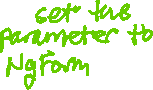 set the
parameter to
NgForm